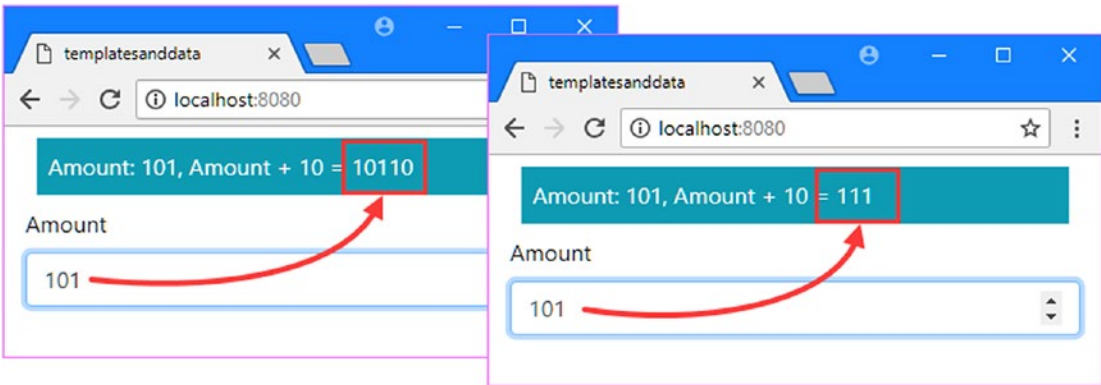 templatesanddata
localhost:8080
Amount: 101, Amount + 10 = 10110
Amount
101
templatesanddata
localhost:8080
Amount: 101, Amount + 10 = 111
Amount
101